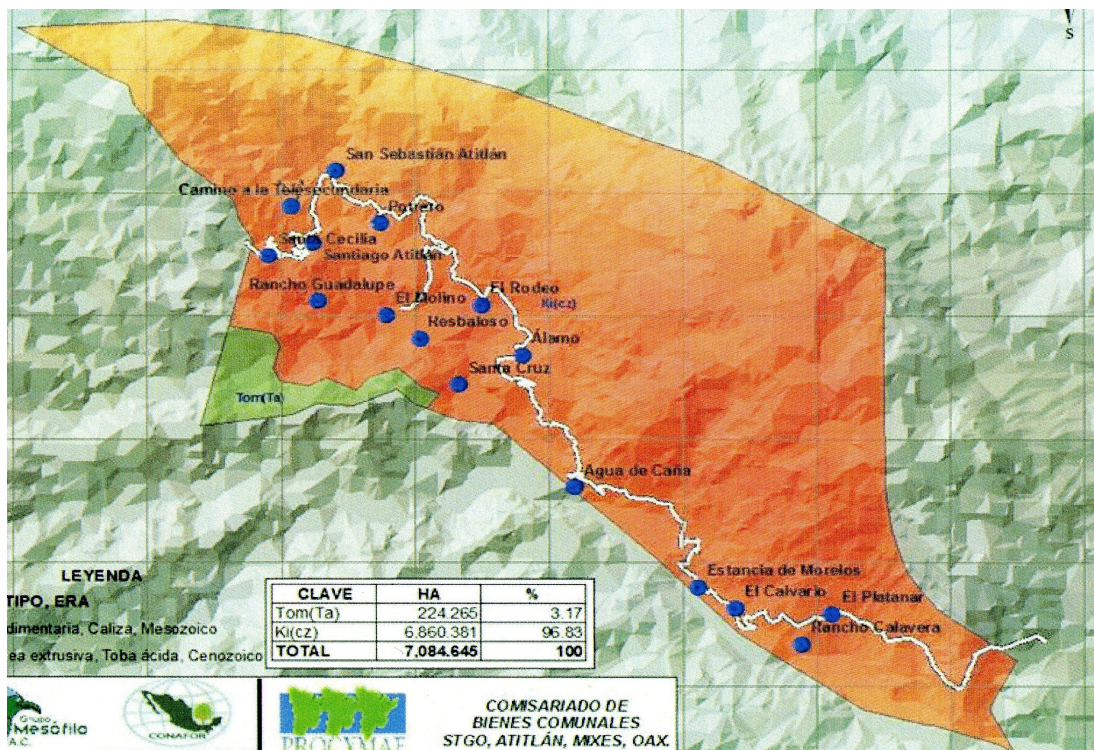 S
San Sebastián Atitlán
Camino a la Telesecundaria
Potrero
Santa Cecilia
Santiago Atitlán
Rancho Guadalupe
El Molino
El Rodeo
Ki(cz)
Resbaloso
Álamo
Santa Cruz
Tom(Ta)
Agua de Caña
Estancia de Morelos
El Calvario
El Platanar
Rancho Calavera
LEYENDA
TIPO, ERA
dimentaria, Caliza, Mesozoico
ea extrusiva, Toba ácida, Cenozoico
CLAVE HA %
Tom(Ta) 224.265 3.17
Ki(cz) 6,860.381 96.83
TOTAL 7,084.645 100
Grupo
Mesófila
A.C.
CONAFOR
PROCYMAF
COMISARIADO DE
BIENES COMUNALES
STGO, ATITLÁN, MIXES, OAX.